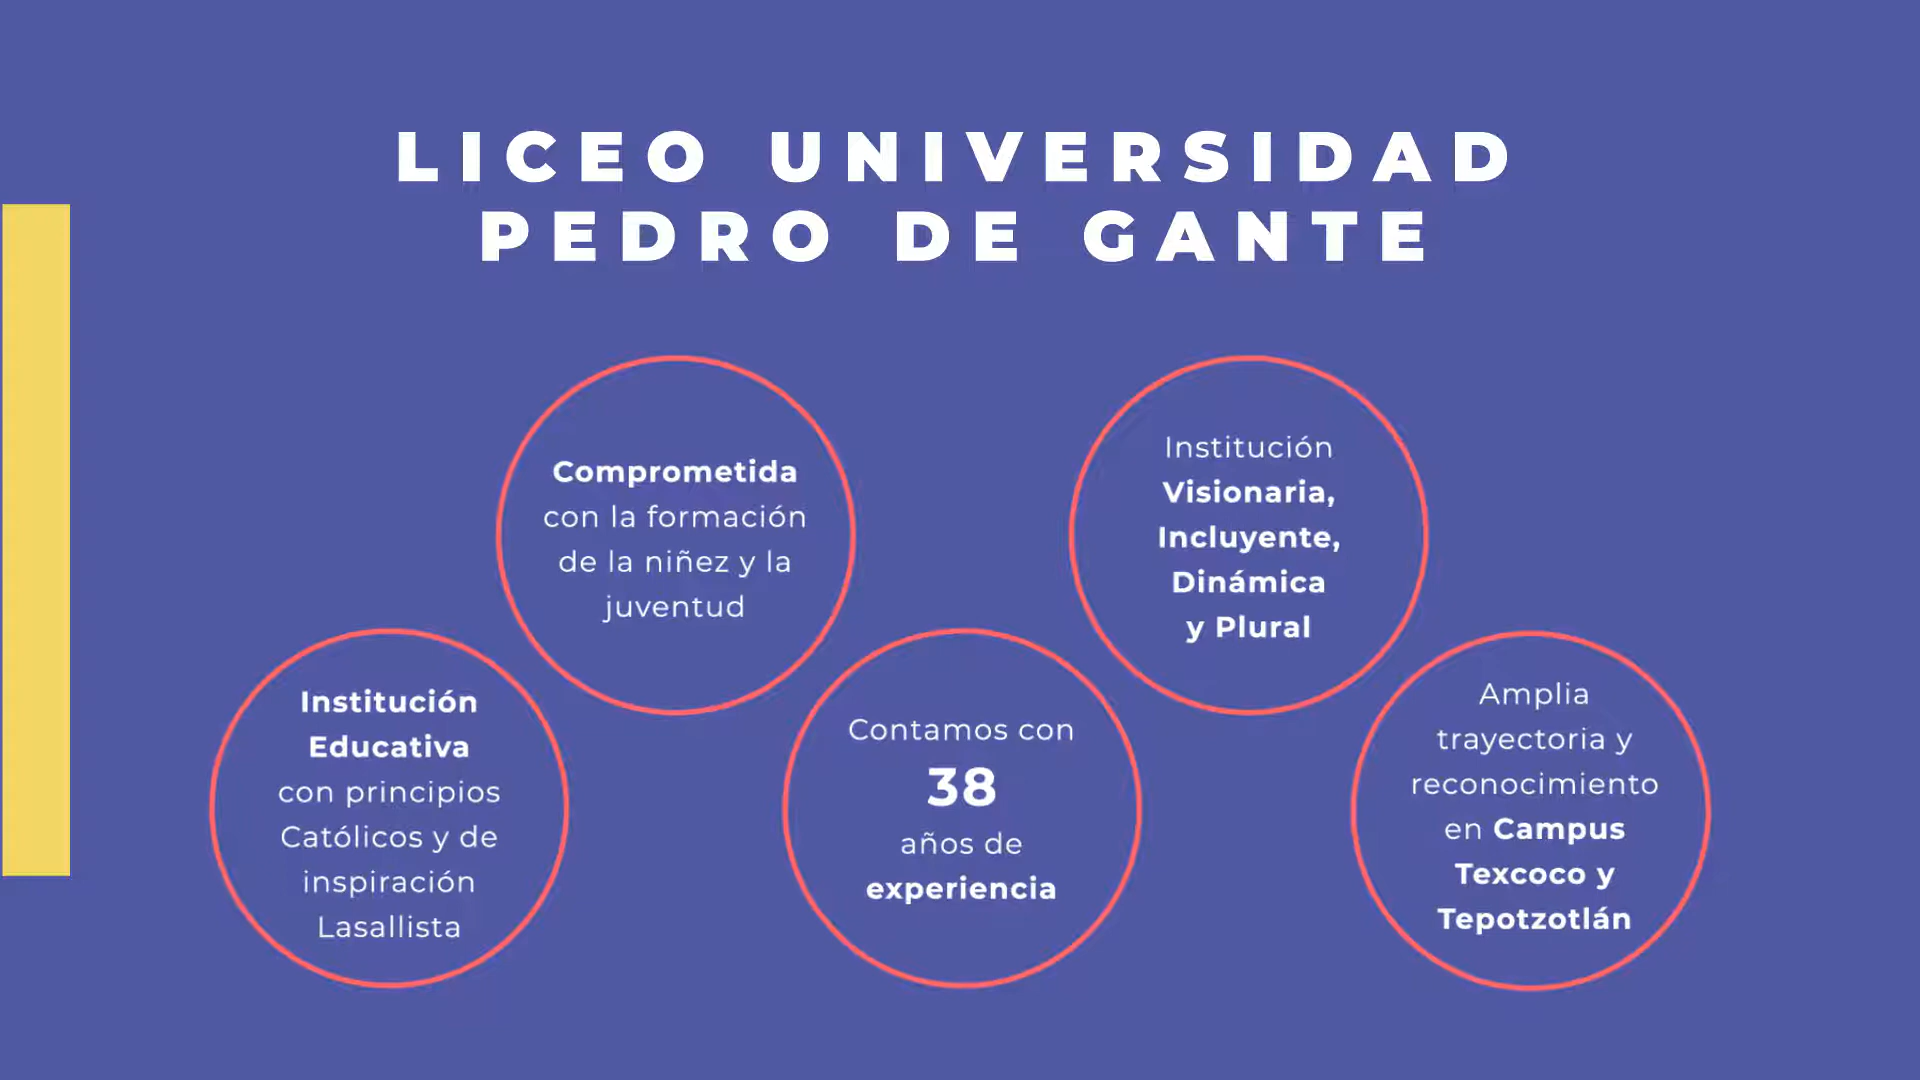 LICEO UNIVERSIDAD
PEDRO DE GANTE
Comprometida
con la formación
de la niñez y la
juventud
Institución
Visionaria,
Incluyente,
Dinámica
y Plural
Institución
Educativa
con principios
Católicos y de
inspiración
Lasallista
Contamos con
38
años de
experiencia
Amplia
trayectoria y
reconocimiento
en Campus
Texcoco y
Tepotzotlán